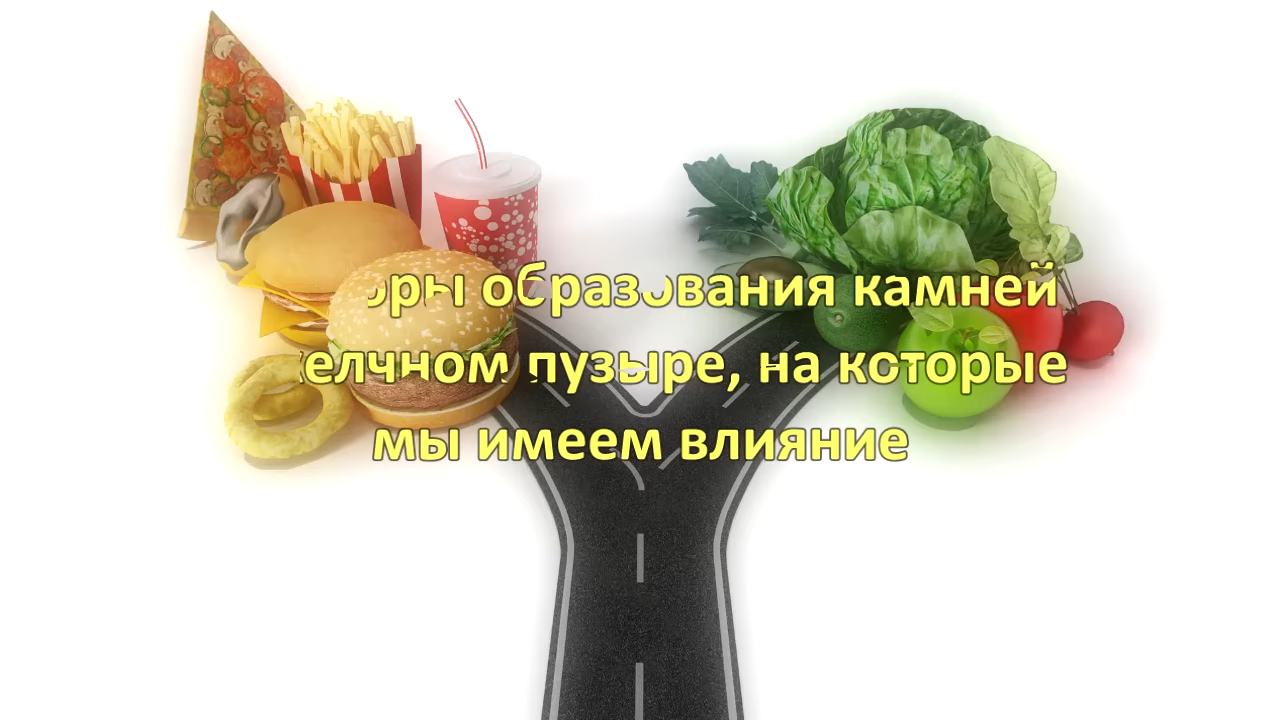 образования камней
пузыре, на которые
мы имеем влияние